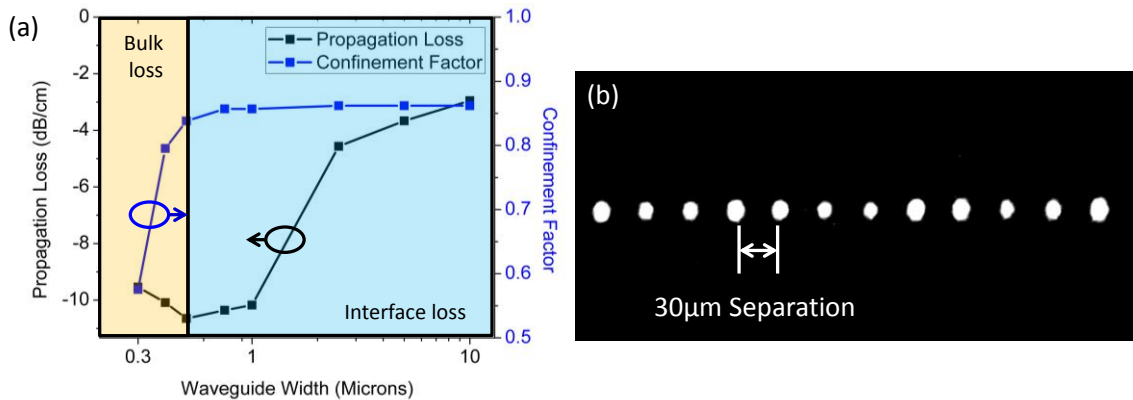 (a)
0
-2
-4
-6
-8
-10
Propagation Loss (dB/cm)
Bulk
loss
Propagation Loss
Confinement Factor
Interface loss
1.0
0.9
0.8
0.7
0.6
0.5
Confinement Factor
0.3
1
10
Waveguide Width (Microns)
(b)
30µm Separation